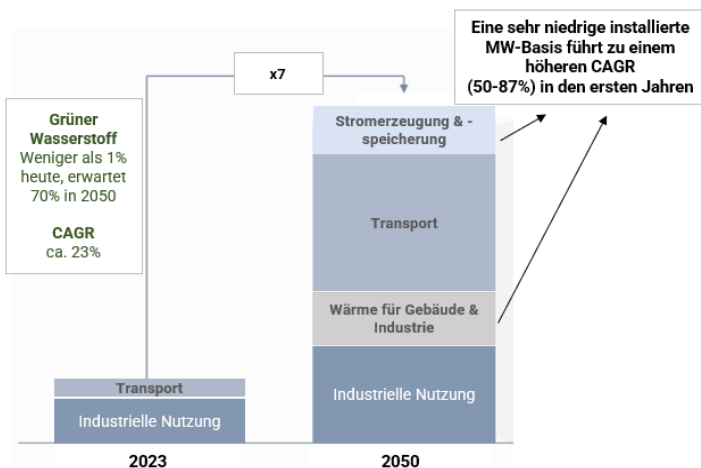 Eine sehr niedrige installierte
MW-Basis führt zu einem
höheren CAGR
(50-87%) in den ersten Jahren
x7
Grüner
Wasserstoff
Weniger als 1%
heute, erwartet
70% in 2050
CAGR
ca. 23%
Stromerzeugung & -
speicherung
Transport
Wärme für Gebäude &
Industrie
Industrielle Nutzung
Transport
Industrielle Nutzung
2023
2050